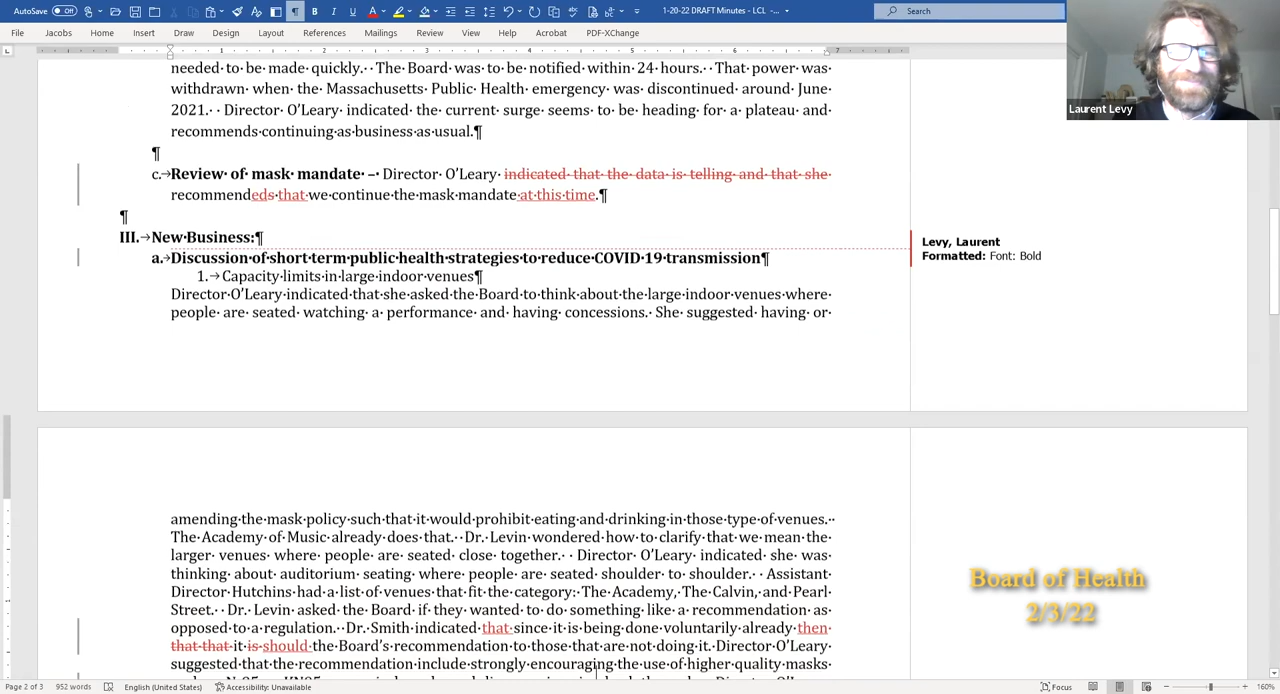 AutoSave Off 1-20-22 DRAFT Minutes - LCL -... Search
File Jacobs Home Insert Draw Design Layout References Mailings Review View Help Acrobat PDF-XChange
1 2 3 4 5 6 7
Laurent Levy
needed to be made quickly. The Board was to be notified within 24 hours. That power was
withdrawn when the Massachusetts Public Health emergency was discontinued around June
2021. Director O'Leary indicated the current surge seems to be heading for a plateau and
recommends continuing as business as usual.¶
¶
c. Review of mask mandate – Director O'Leary indicated that the data is telling and that she
recommendeds that we continue the mask mandate at this time.¶
¶
III. New Business:¶
a. Discussion of short term public health strategies to reduce COVID 19 transmission¶
1. Capacity limits in large indoor venues¶
Director O'Leary indicated that she asked the Board to think about the large indoor venues where
people are seated watching a performance and having concessions. She suggested having or
Levy, Laurent
Formatted: Font: Bold
amending the mask policy such that it would prohibit eating and drinking in those type of venues.
The Academy of Music already does that. Dr. Levin wondered how to clarify that we mean the
larger venues where people are seated close together. Director O'Leary indicated she was
thinking about auditorium seating where people are seated shoulder to shoulder. Assistant
Director Hutchins had a list of venues that fit the category: The Academy, The Calvin, and Pearl
Street. Dr. Levin asked the Board if they wanted to do something like a recommendation as
opposed to a regulation. Dr. Smith indicated that since it is being done voluntarily already then
that that it is should the Board's recommendation to those that are not doing it. Director O'Leary
suggested that the recommendation include strongly encouraging the use of higher quality masks
Board of Health
2/3/22
Page 2 of 3 952 words English (United States) Accessibility: Unavailable Focus 160%